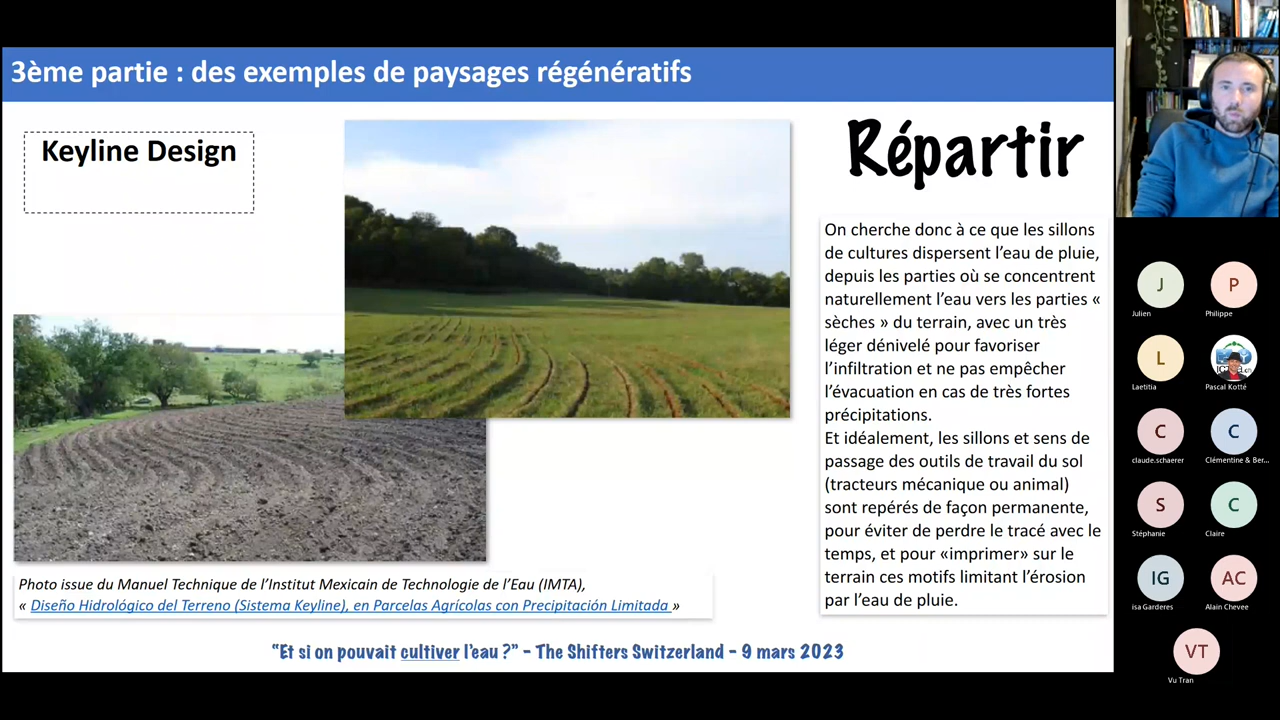 3ème partie : des exemples de paysages régénératifs
Keyline Design
Répartir
On cherche donc à ce que les sillons
de cultures dispersent l’eau de pluie,
depuis les parties où se concentrent
naturellement l’eau vers les parties «
sèches » du terrain, avec un très
léger dénivelé pour favoriser
l’infiltration et ne pas empêcher
l’évacuation en cas de très fortes
précipitations.
Et idéalement, les sillons et sens de
passage des outils de travail du sol
(tracteurs mécanique ou animal)
sont repérés de façon permanente,
pour éviter de perdre le tracé avec le
temps, et pour «imprimer» sur le
terrain ces motifs limitant l’érosion
par l’eau de pluie.
Photo issue du Manuel Technique de l’Institut Mexicain de Technologie de l’Eau (IMTA),
« Diseño Hidrológico del Terreno (Sistema Keyline), en Parcelas Agrícolas con Precipitación Limitada »
“Et si on pouvait cultiver l’eau ?” – The Shifters Switzerland – 9 mars 2023
J
Julien
P
Philippe
L
Laetitia
Pascal Kotté
C
claude.schaerer
C
Clémentine & Ber...
S
Stéphanie
C
Claire
IG
isa Garderes
AC
Alain Chevee
VT
Vu Tran